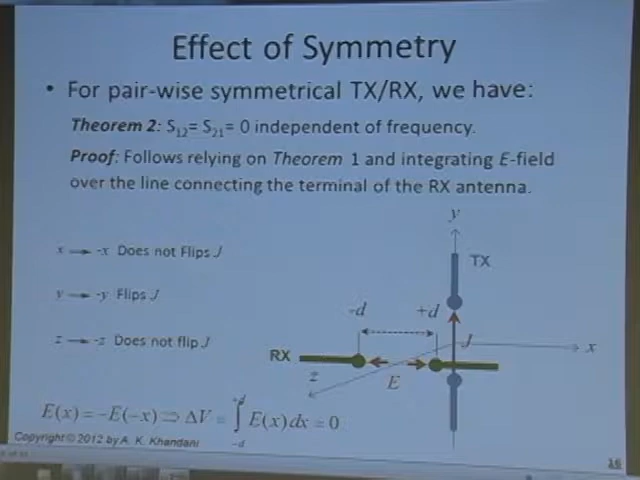 Effect of Symmetry
• For pair-wise symmetrical TX/RX, we have:
Theorem 2: S12= S21= 0 independent of frequency.
Proof: Follows relying on Theorem 1 and integrating E-field
over the line connecting the terminal of the RX antenna.
y
TX
x → -x Does not Flips J
y → -y Flips J
-d
+d
z → -z Does not flip J
J
x
RX
z
E
E(x) = -E(-x) ⇒ ΔV = ∫_{-d}^{+d} E(x)dx = 0
Copyright © 2012 by A. K. Khandani
16